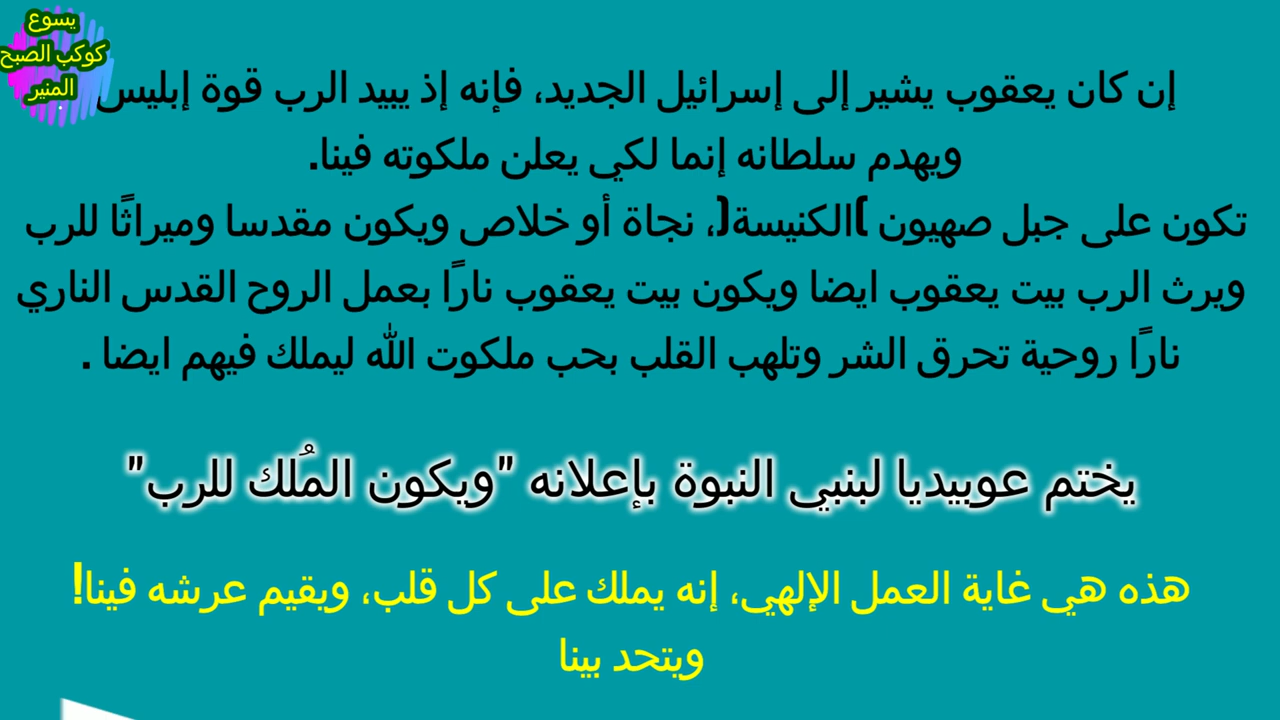 يسوع
كوكب الصبح
المنير
إن كان يعقوب يشير إلى إسرائيل الجديد، فإنه إذ يبيد الرب قوة إبليس
ويهدم سلطانه إنما لكي يعلن ملكوته فينا.
تكون على جبل صهيون )الكنيسة(، نجاة أو خلاص ويكون مقدسا وميراثًا للرب
ويرث الرب بيت يعقوب ايضا ويكون بيت يعقوب نارًا بعمل الروح القدس الناري
نارًا روحية تحرق الشر وتلهب القلب بحب ملكوت الله ليملك فيهم ايضا .
يختم عوبيديا لبنبي النبوة بإعلانه "ويكون المُلك للرب"
هذه هي غاية العمل الإلهي، إنه يملك على كل قلب، ويقيم عرشه فينا!
ويتحد بينا